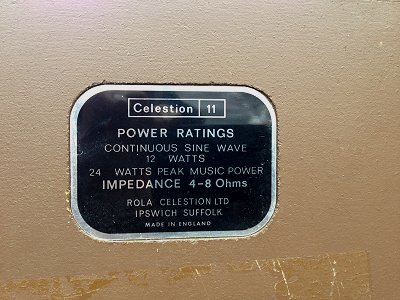 Celestion 11
POWER RATINGS
CONTINUOUS SINE WAVE
12 WATTS
24 WATTS PEAK MUSIC POWER
IMPEDANCE 4-8 Ohms
ROLA CELESTION LTD
IPSWICH SUFFOLK
MADE IN ENGLAND